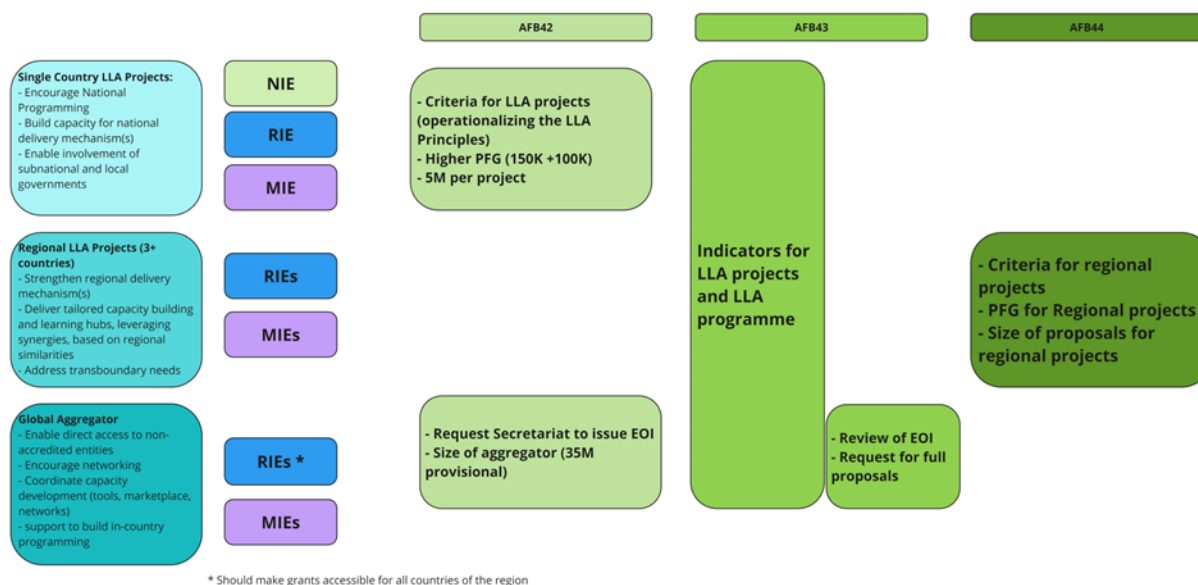 AFB42
AFB43
AFB44
Single Country LLA Projects:
- Encourage National
Programming
- Build capacity for national
delivery mechanism(s)
- Enable involvement of
subnational and local
governments
NIE
RIE
MIE
- Criteria for LLA projects
(operationalizing the LLA
Principles)
- Higher PFG (150K +100K)
- 5M per project
Regional LLA Projects (3+
countries)
- Strengthen regional delivery
mechanism(s)
- Deliver tailored capacity building
and learning hubs, leveraging
synergies, based on regional
similarities
- Address transboundary needs
RIEs
MIEs
Indicators for
LLA projects
and LLA
programme
- Criteria for regional
projects
- PFG for Regional projects
- Size of proposals for
regional projects
Global Aggregator
- Enable direct access to non-
accredited entities
- Encourage networking
- Coordinate capacity
development (tools, marketplace,
networks)
- support to build in-country
programming
RIEs *
MIEs
- Request Secretariat to issue EOI
- Size of aggregator (35M
provisional)
- Review of EOI
- Request for full
proposals
* Should make grants accessible for all countries of the region